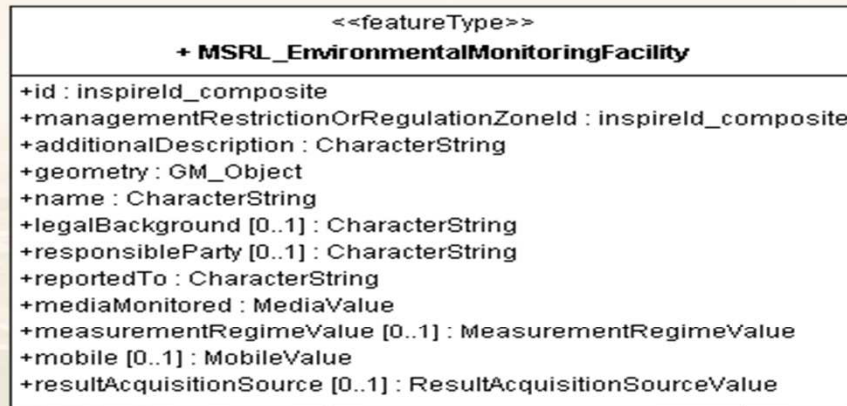 <<featureType>>
+ MSRL_EnvironmentalMonitoringFacility
+id : inspireId_composite
+managementRestrictionOrRegulationZoneId : inspireId_composite
+additionalDescription : CharacterString
+geometry : GM_Object
+name : CharacterString
+legalBackground [0..1] : CharacterString
+responsibleParty [0..1] : CharacterString
+reportedTo : CharacterString
+mediaMonitored : MediaValue
+measurementRegimeValue [0..1] : MeasurementRegimeValue
+mobile [0..1] : MobileValue
+resultAcquisitionSource [0..1] : ResultAcquisitionSourceValue